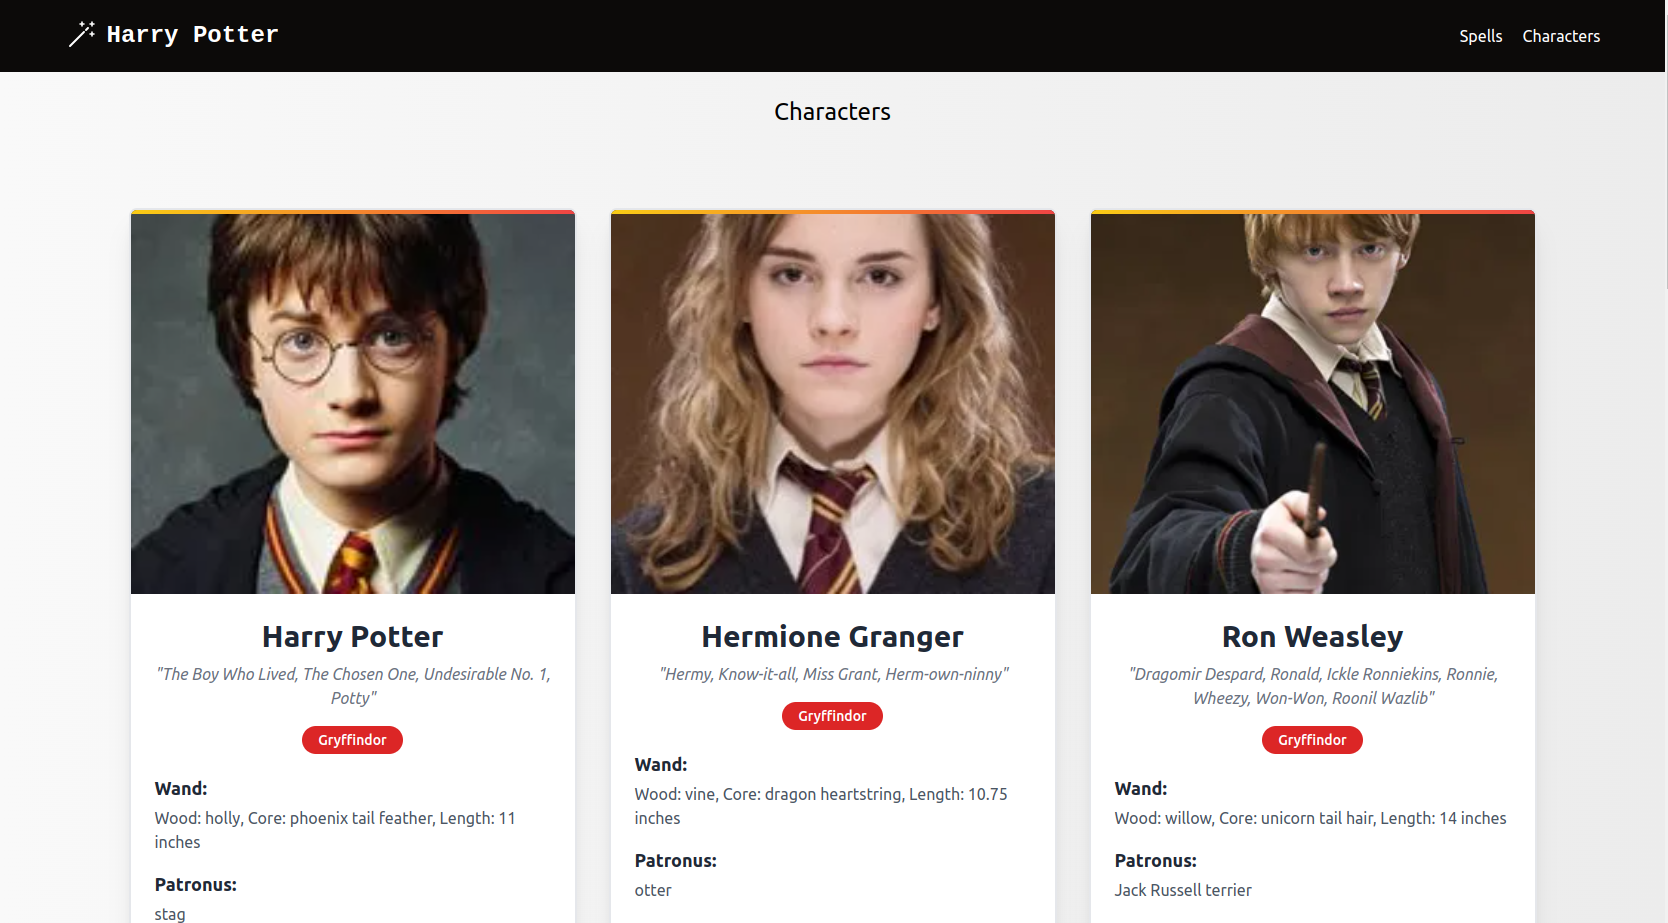 Harry Potter
Spells Characters
Characters
Harry Potter
"The Boy Who Lived, The Chosen One, Undesirable No. 1,
Potty"
Gryffindor
Wand:
Wood: holly, Core: phoenix tail feather, Length: 11
inches
Patronus:
stag
Hermione Granger
"Hermy, Know-it-all, Miss Grant, Herm-own-ninny"
Gryffindor
Wand:
Wood: vine, Core: dragon heartstring, Length: 10.75
inches
Patronus:
otter
Ron Weasley
"Dragomir Despard, Ronald, Ickle Ronniekins, Ronnie,
Wheezy, Won-Won, Roonil Wazlib"
Gryffindor
Wand:
Wood: willow, Core: unicorn tail hair, Length: 14 inches
Patronus:
Jack Russell terrier